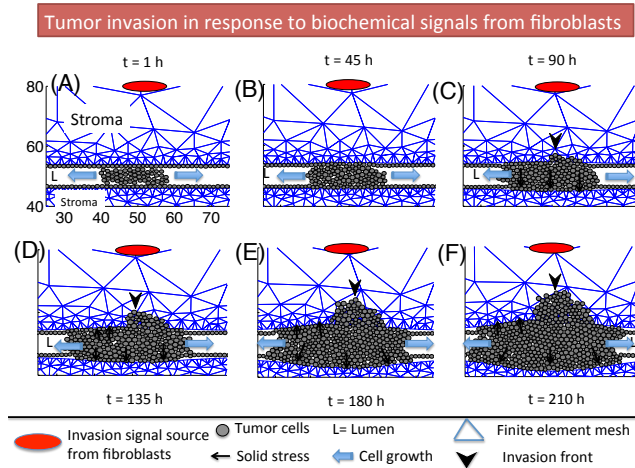 Tumor invasion in response to biochemical signals from fibroblasts
t = 1 h
t = 45 h
t = 90 h
(A)
(B)
(C)
80
60
40
Stroma
L
Stroma
30 40 50 60 70
(D)
(E)
(F)
L
L
t = 135 h
t = 180 h
t = 210 h
Invasion signal source
from fibroblasts
Tumor cells
L= Lumen
Finite element mesh
Solid stress
Cell growth
Invasion front